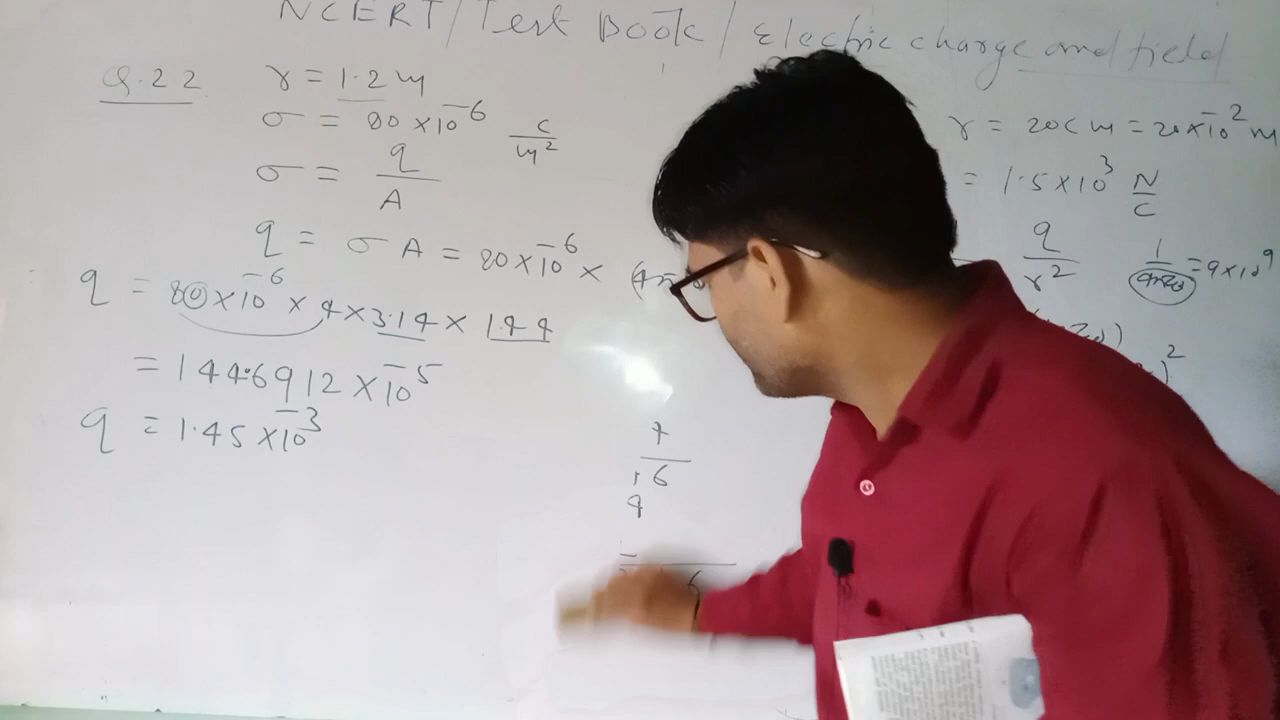 NCERT/Text Book/Electric charge and field
Q.22 r = 1.2 m
σ = 80 × 10⁻⁶ C/m²
σ = q/A
q = σ A = 80 × 10⁻⁶ × (4π
q = 80 × 10⁻⁶ × 4 × 3.14 × 1.44
= 144.6912 × 10⁻⁵
q = 1.45 × 10⁻³
r = 20cm = 20 × 10⁻² m
= 1.5 × 10³ N/C
q/r² 1/4πε₀ = 9 × 10⁹